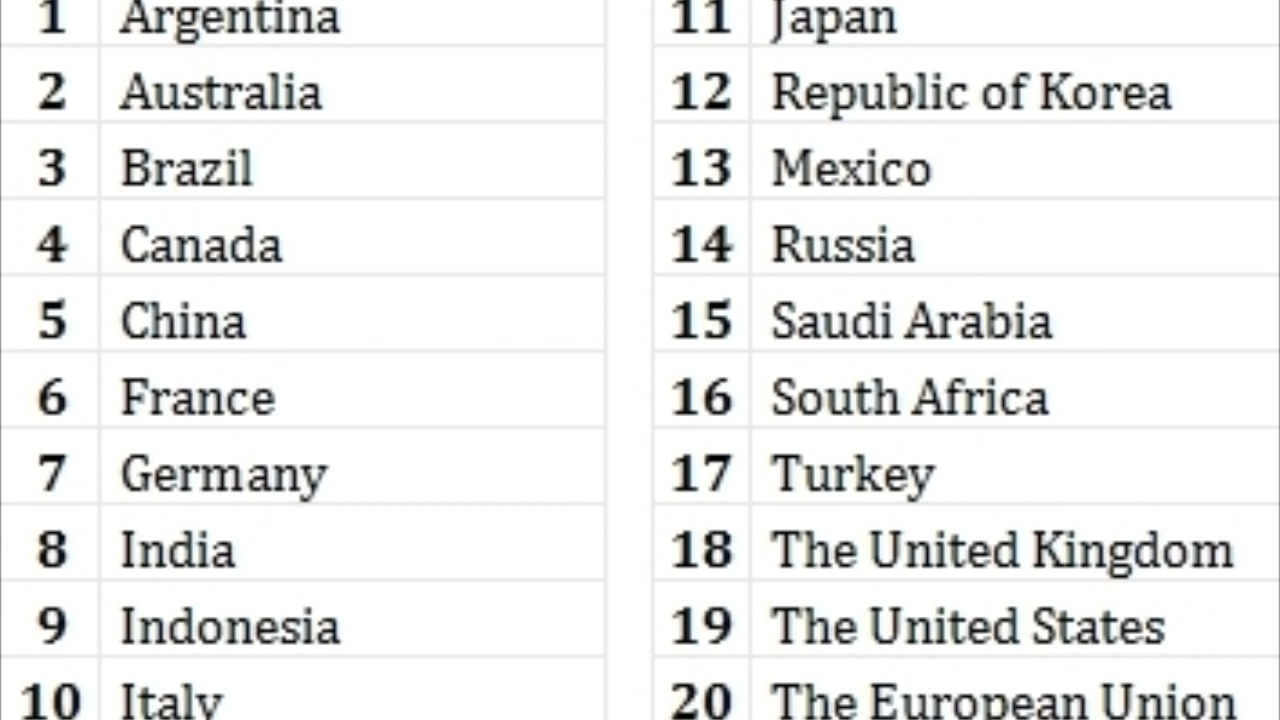 1 Argentina
2 Australia
3 Brazil
4 Canada
5 China
6 France
7 Germany
8 India
9 Indonesia
10 Italy
11 Japan
12 Republic of Korea
13 Mexico
14 Russia
15 Saudi Arabia
16 South Africa
17 Turkey
18 The United Kingdom
19 The United States
20 The European Union